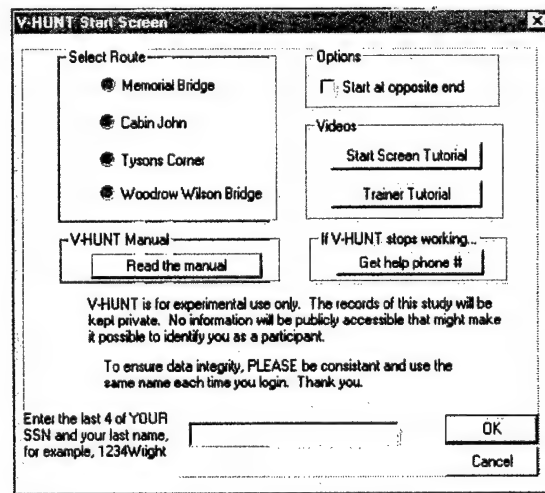 V-HUNT Start Screen
Select Route
Memorial Bridge
Cabin John
Tysons Corner
Woodrow Wilson Bridge
Options
Start at opposite end
Videos
Start Screen Tutorial
Trainer Tutorial
V-HUNT Manual
Read the manual
If V-HUNT stops working...
Get help phone #
V-HUNT is for experimental use only. The records of this study will be
kept private. No information will be publicly accessible that might make
it possible to identify you as a participant.
To ensure data integrity, PLEASE be consistant and use the
same name each time you login. Thank you.
Enter the last 4 of YOUR
SSN and your last name,
for example, 1234Wright
OK
Cancel